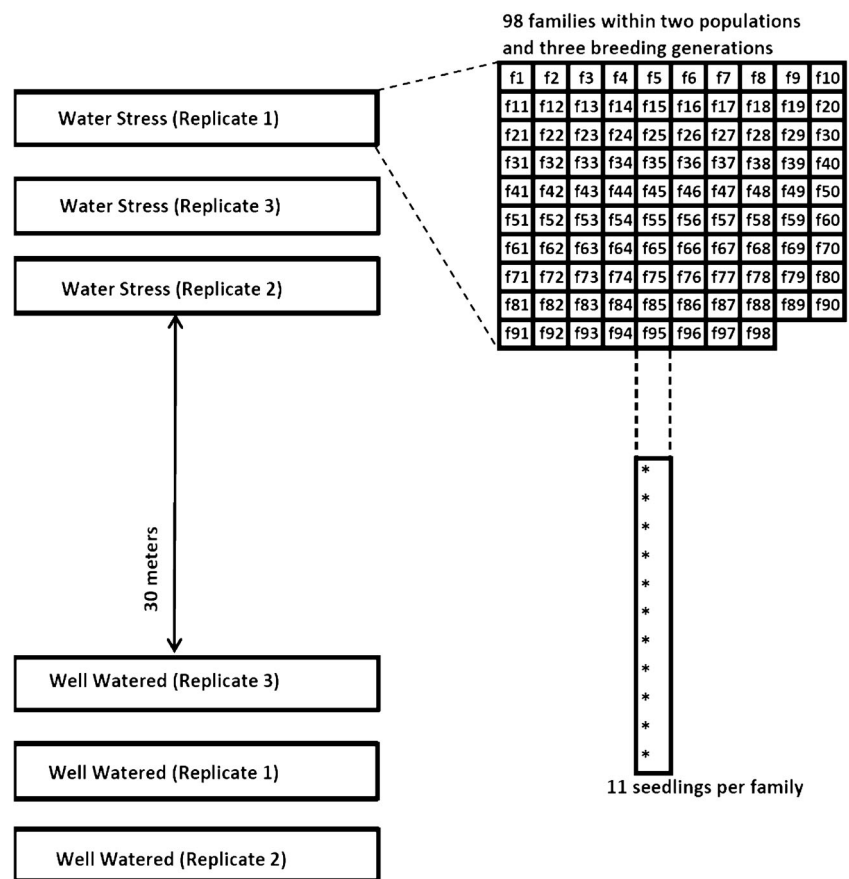 98 families within two populations
and three breeding generations
f1 f2 f3 f4 f5 f6 f7 f8 f9 f10
f11 f12 f13 f14 f15 f16 f17 f18 f19 f20
f21 f22 f23 f24 f25 f26 f27 f28 f29 f30
f31 f32 f33 f34 f35 f36 f37 f38 f39 f40
f41 f42 f43 f44 f45 f46 f47 f48 f49 f50
f51 f52 f53 f54 f55 f56 f57 f58 f59 f60
f61 f62 f63 f64 f65 f66 f67 f68 f69 f70
f71 f72 f73 f74 f75 f76 f77 f78 f79 f80
f81 f82 f83 f84 f85 f86 f87 f88 f89 f90
f91 f92 f93 f94 f95 f96 f97 f98
Water Stress (Replicate 1)
Water Stress (Replicate 3)
Water Stress (Replicate 2)
30 meters
*
*
*
*
*
*
*
*
*
*
*
11 seedlings per family
Well Watered (Replicate 3)
Well Watered (Replicate 1)
Well Watered (Replicate 2)